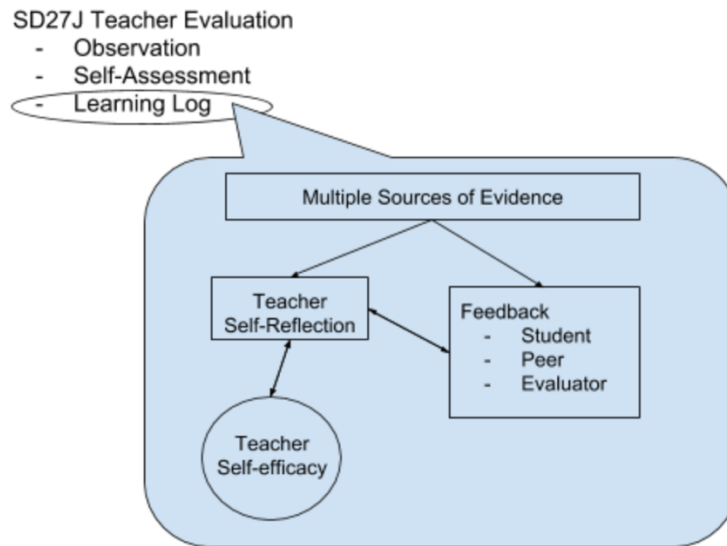 SD27J Teacher Evaluation
- Observation
- Self-Assessment
- Learning Log
Multiple Sources of Evidence
Teacher
Self-Reflection
Feedback
- Student
- Peer
- Evaluator
Teacher
Self-efficacy